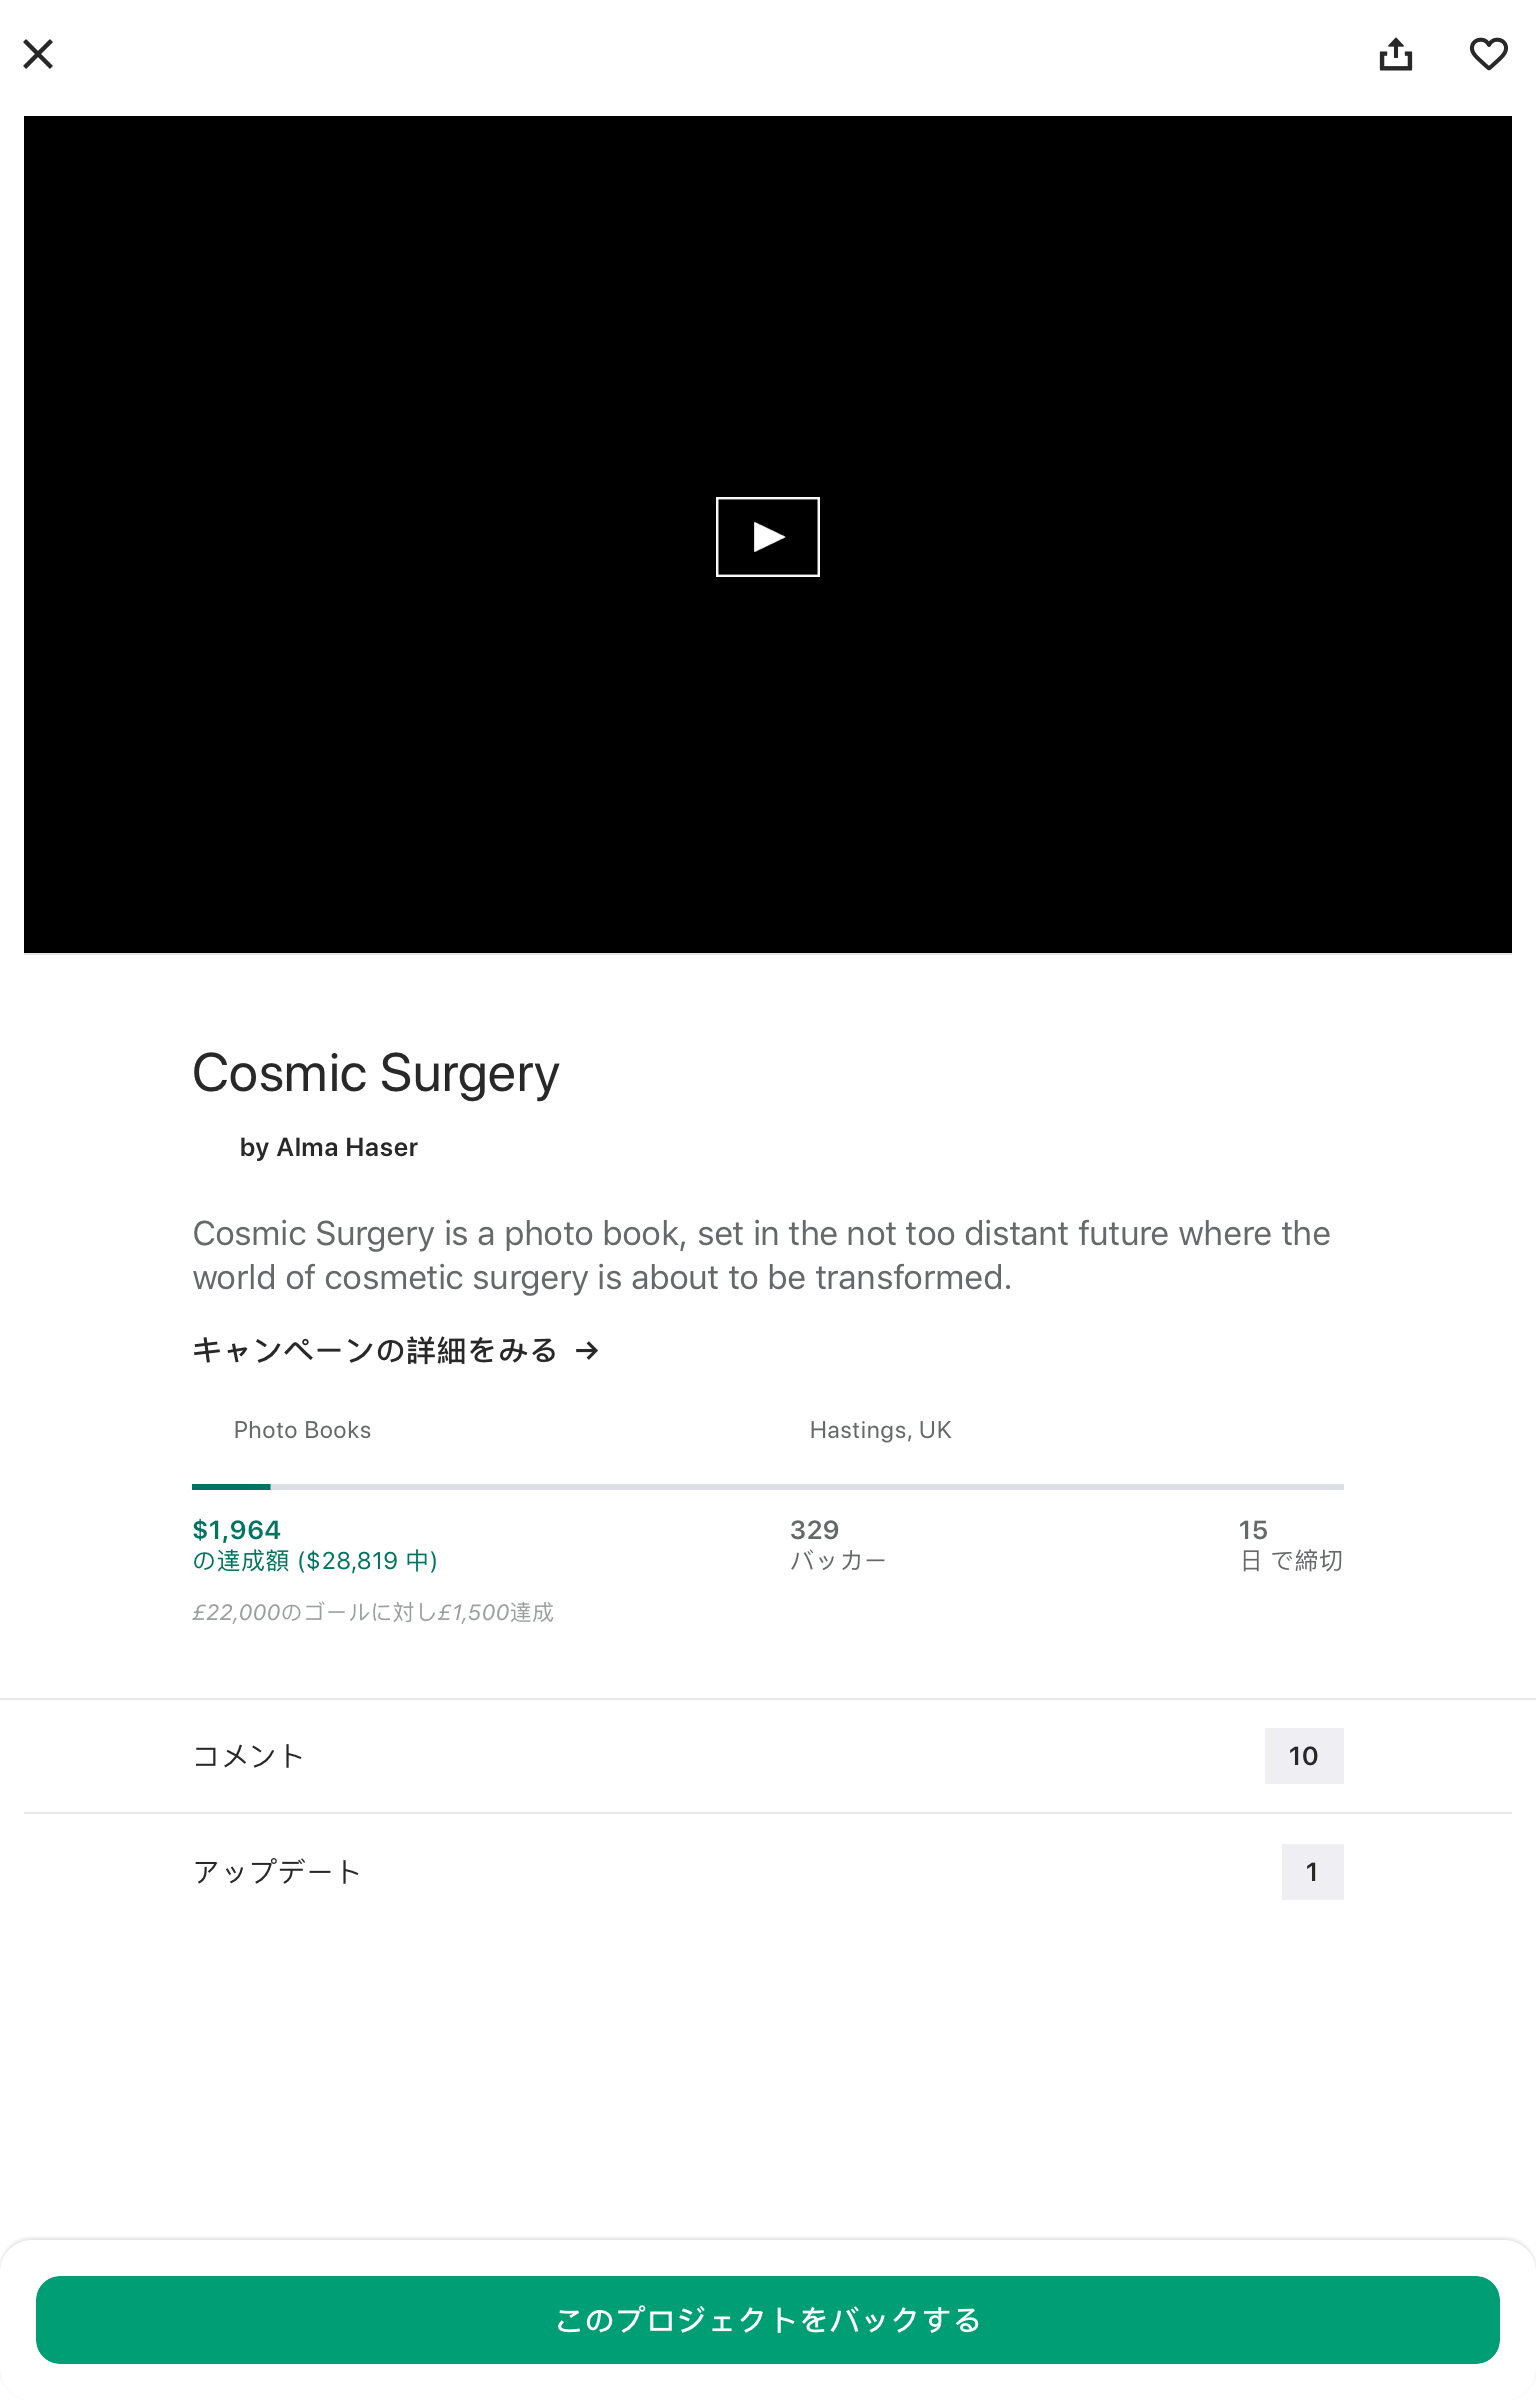 Cosmic Surgery
by Alma Haser
Cosmic Surgery is a photo book, set in the not too distant future where the
world of cosmetic surgery is about to be transformed.
キャンペーンの詳細をみる →
Photo Books
Hastings, UK
$1,964
の達成額 ($28,819 中)
329
バッカー
15
日 で締切
£22,000のゴールに対し£1,500達成
コメント
10
アップデート
1
このプロジェクトをバックする